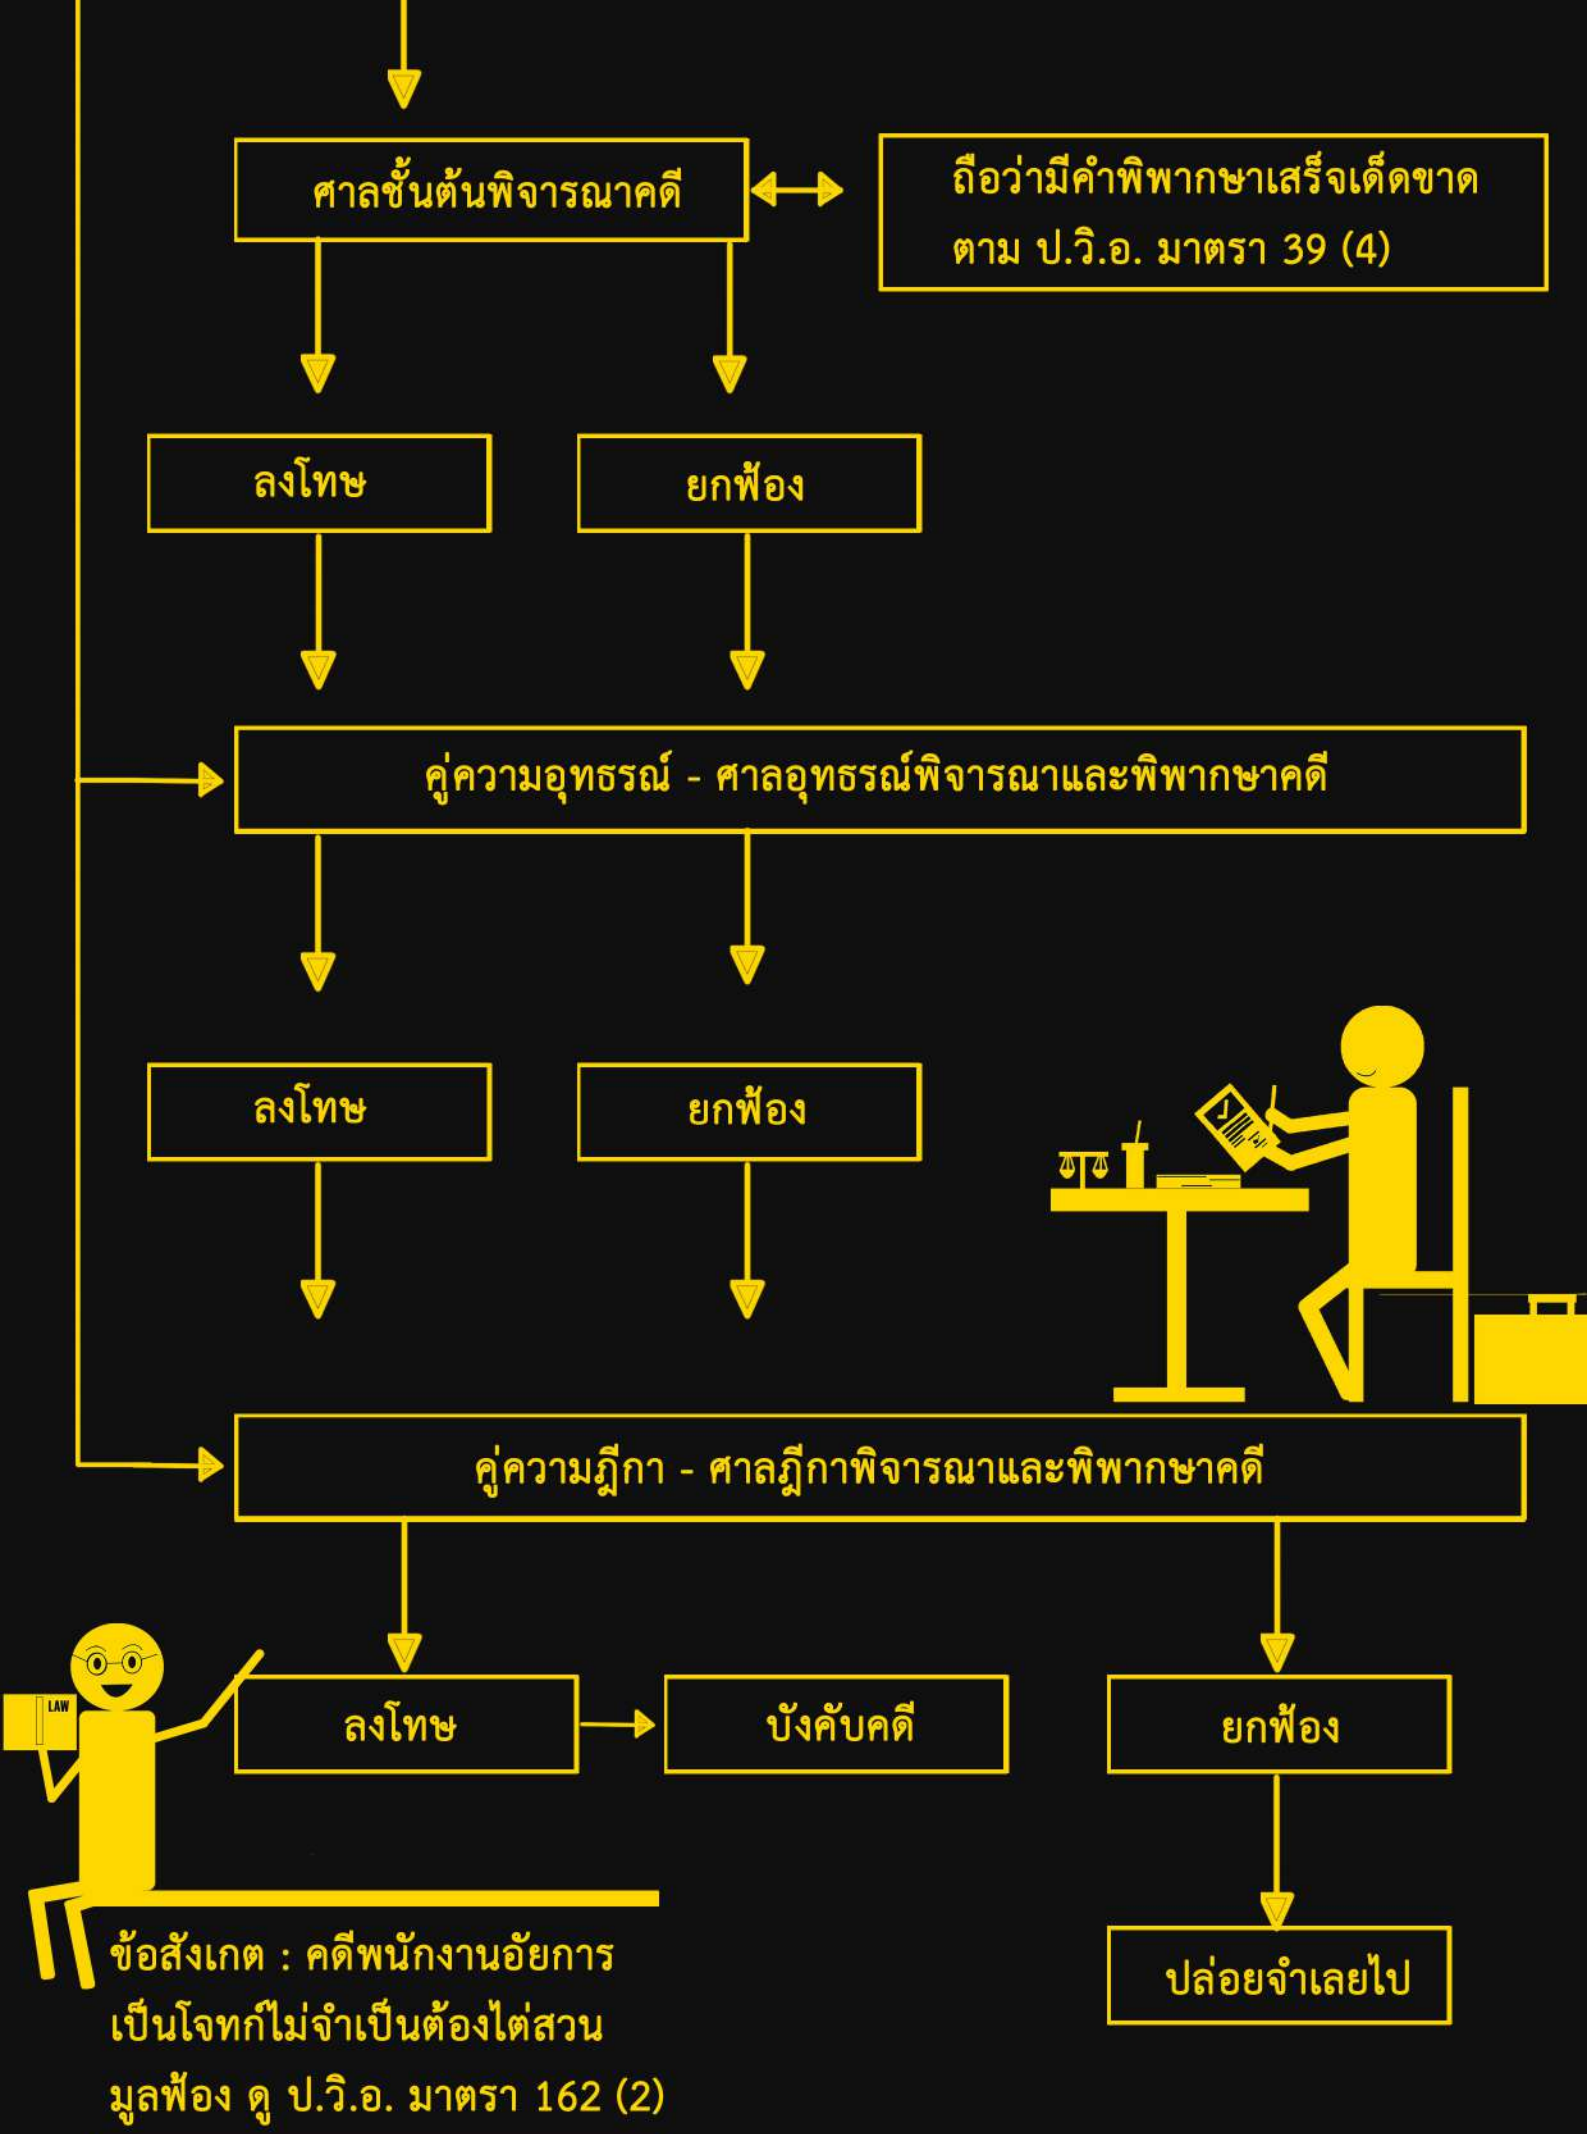 ศาลชั้นต้นพิจารณาคดี
ถือว่ามีคำพิพากษาเสร็จเด็ดขาด
ตาม ป.วิ.อ. มาตรา 39 (4)
ลงโทษ
ยกฟ้อง
คู่ความอุทธรณ์ - ศาลอุทธรณ์พิจารณาและพิพากษาคดี
ลงโทษ
ยกฟ้อง
คู่ความฎีกา - ศาลฎีกาพิจารณาและพิพากษาคดี
LAW
ลงโทษ
บังคับคดี
ยกฟ้อง
ปล่อยจำเลยไป
ข้อสังเกต : คดีพนักงานอัยการ
เป็นโจทก์ไม่จำเป็นต้องไต่สวน
มูลฟ้อง ดู ป.วิ.อ. มาตรา 162 (2)